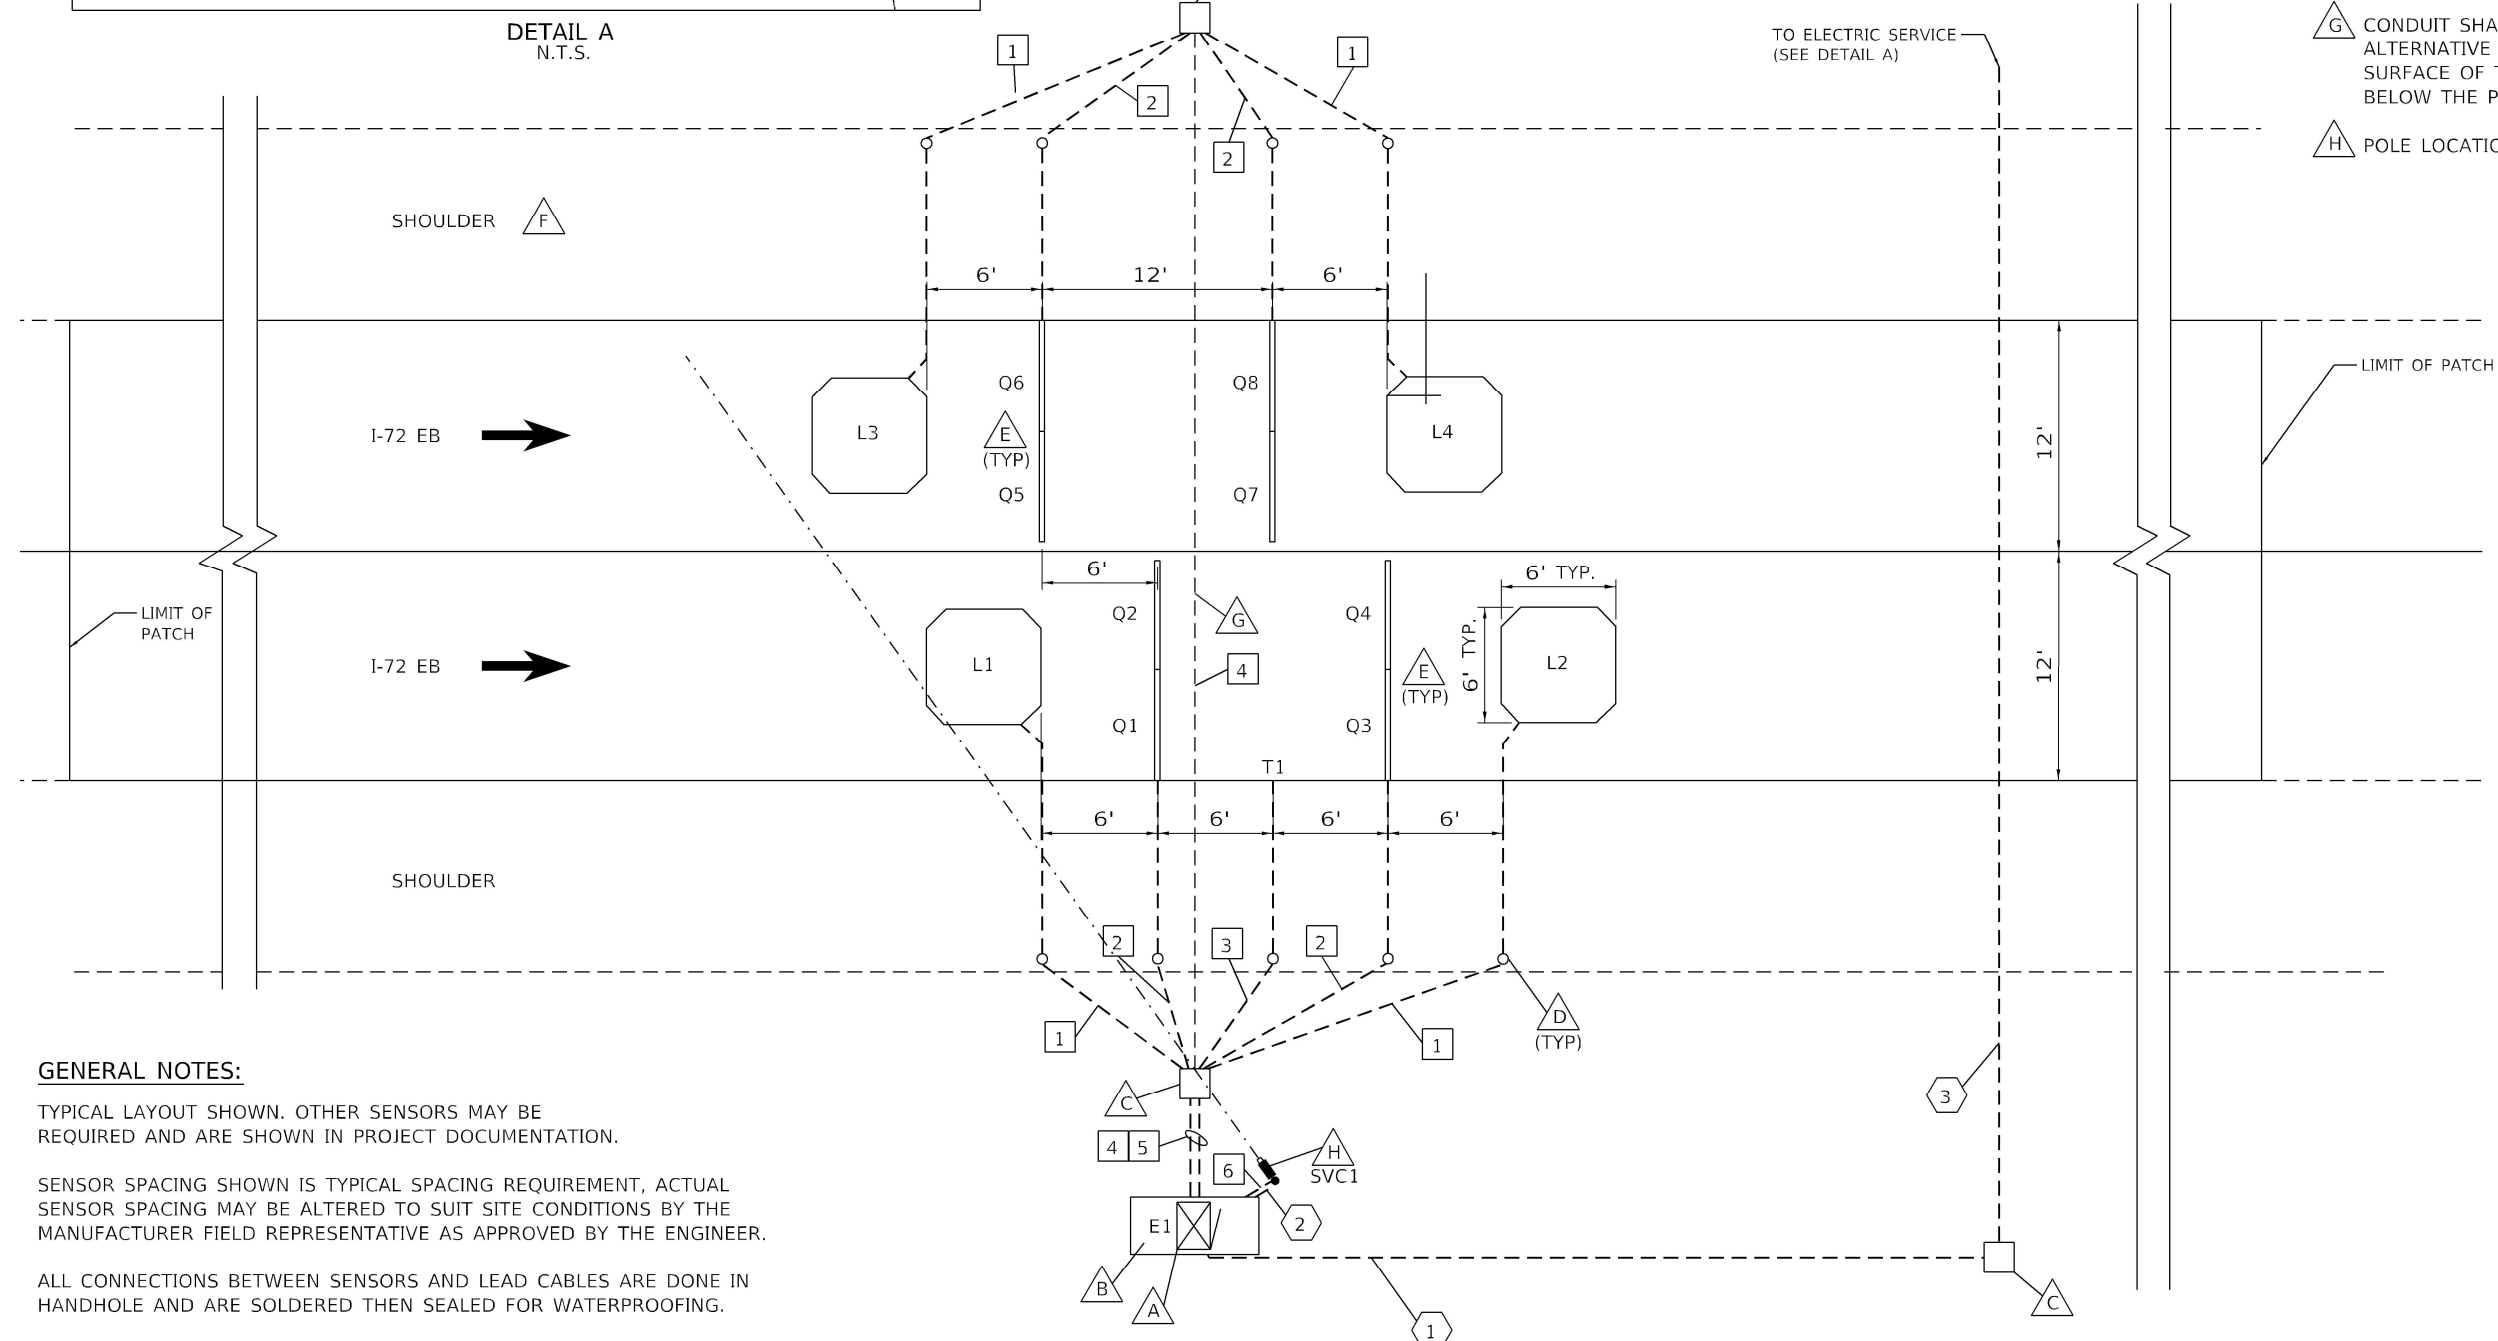 DETAIL A
N.T.S.
TO ELECTRIC SERVICE
(SEE DETAIL A)
G CONDUIT SHA
ALTERNATIVE
SURFACE OF
BELOW THE P
H POLE LOCATIO
1
1
2
2
SHOULDER F
6' 12' 6'
Q6
Q8
LIMIT OF PATCH
I-72 EB
L3
E
(TYP)
L4
12'
Q5
Q7
6'
6' TYP.
LIMIT OF
PATCH
Q2
G
Q4
6' TYP.
I-72 EB
L1
4
E
(TYP)
L2
12'
Q1
Q3
T1
6' 6' 6' 6'
SHOULDER
2
3
2
1
1
D
(TYP)
GENERAL NOTES:
TYPICAL LAYOUT SHOWN. OTHER SENSORS MAY BE
REQUIRED AND ARE SHOWN IN PROJECT DOCUMENTATION.
SENSOR SPACING SHOWN IS TYPICAL SPACING REQUIREMENT, ACTUAL
SENSOR SPACING MAY BE ALTERED TO SUIT SITE CONDITIONS BY THE
MANUFACTURER FIELD REPRESENTATIVE AS APPROVED BY THE ENGINEER.
ALL CONNECTIONS BETWEEN SENSORS AND LEAD CABLES ARE DONE IN
HANDHOLE AND ARE SOLDERED THEN SEALED FOR WATERPROOFING.
C
3
4 5
H
SVC1
6
E1
2
B
A
C
1